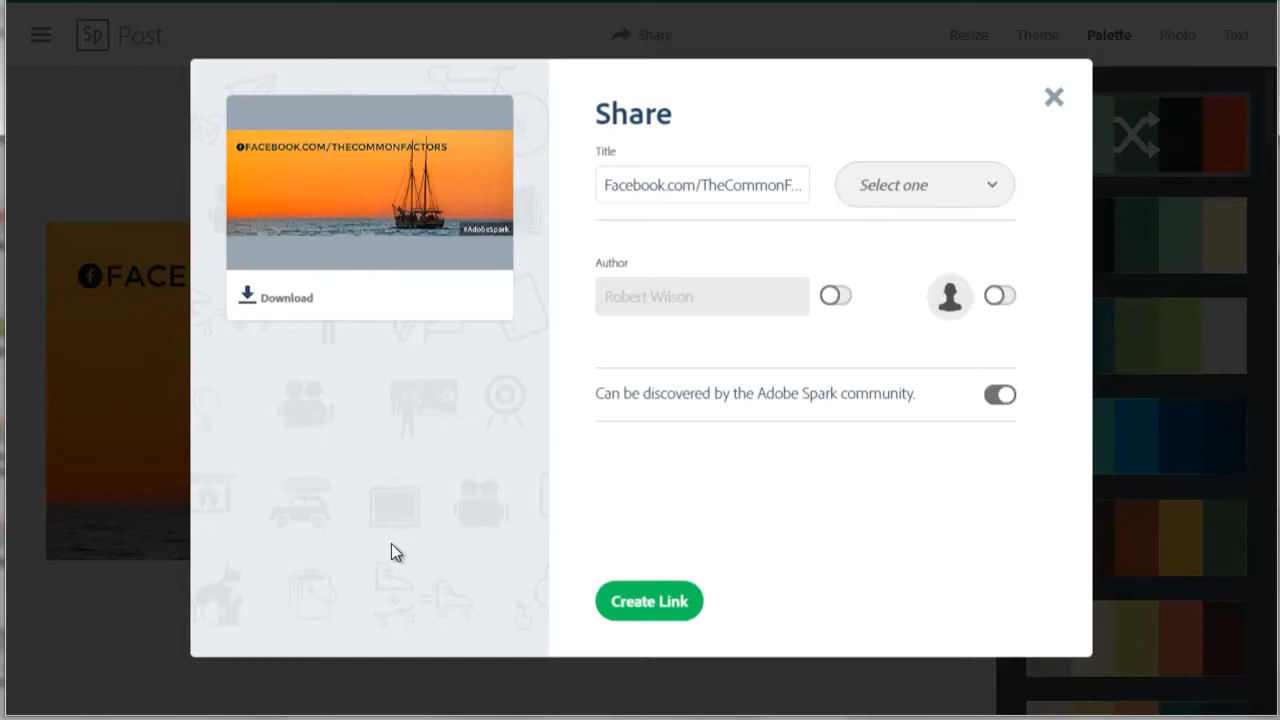 Sp Post
Share
Resize
Theme
Palette
Photo
Text
FACEBOOK.COM/THECOMMONFACTORS
#AdobeSpark
Download
FACE
Share
Title
Facebook.com/TheCommonF...
Select one
Author
Robert Wilson
Can be discovered by the Adobe Spark community.
Create Link